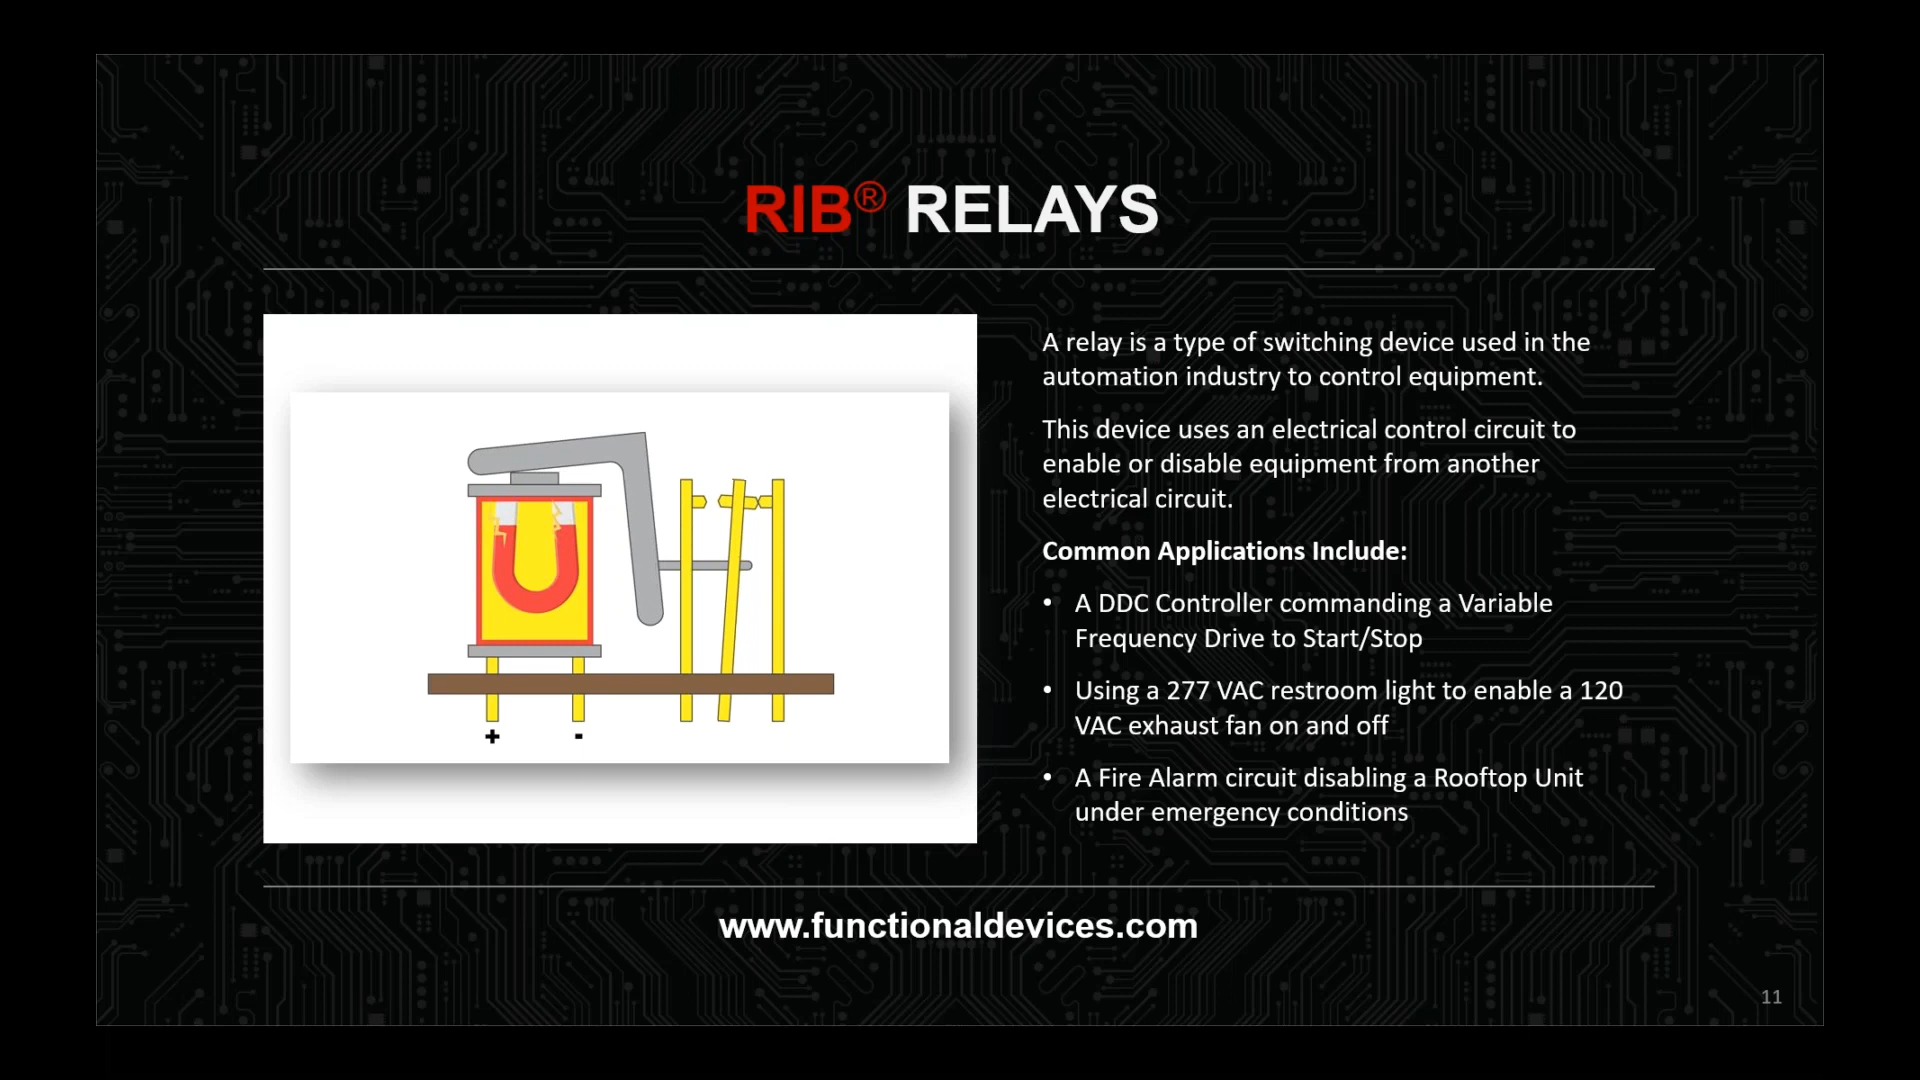 RIB® RELAYS
A relay is a type of switching device used in the
automation industry to control equipment.
This device uses an electrical control circuit to
enable or disable equipment from another
electrical circuit.
Common Applications Include:
• A DDC Controller commanding a Variable
Frequency Drive to Start/Stop
• Using a 277 VAC restroom light to enable a 120
VAC exhaust fan on and off
• A Fire Alarm circuit disabling a Rooftop Unit
under emergency conditions
+ -
www.functionaldevices.com
11